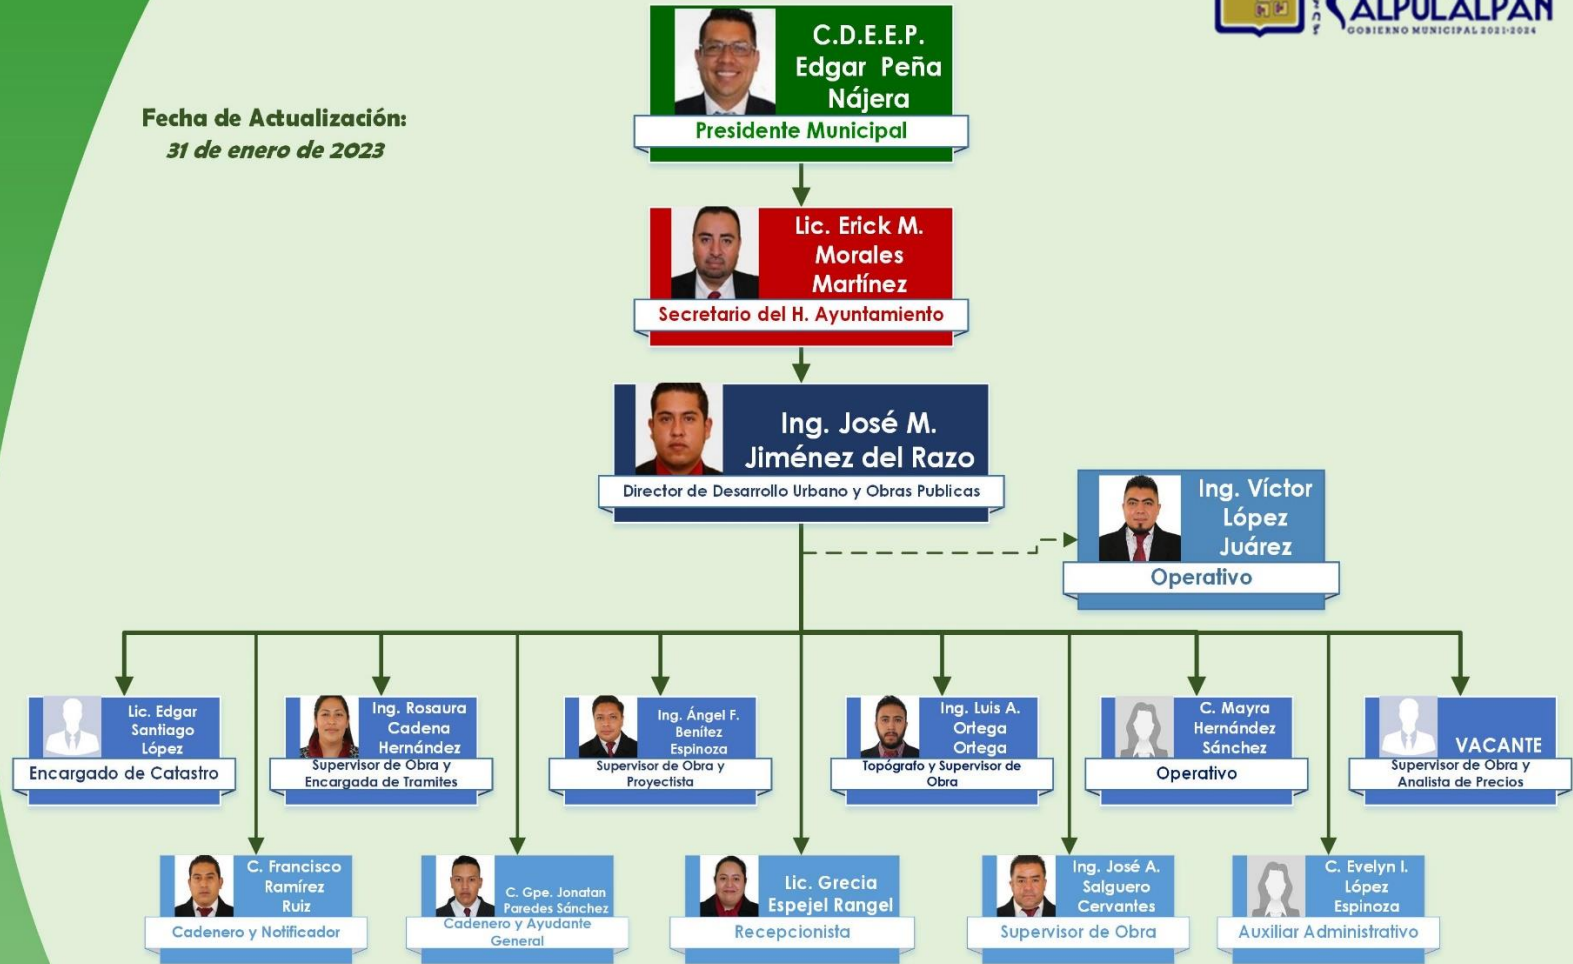 CALPULALPAN
GOBIERNO MUNICIPAL 2021-2024
Fecha de Actualización:
31 de enero de 2023
C.D.E.E.P.
Edgar Peña
Nájera
Presidente Municipal
Lic. Erick M.
Morales
Martínez
Secretario del H. Ayuntamiento
Ing. José M.
Jiménez del Razo
Director de Desarrollo Urbano y Obras Publicas
Ing. Víctor
López
Juárez
Operativo
Lic. Edgar
Santiago
López
Encargado de Catastro
Ing. Rosaura
Cadena
Hernández
Supervisor de Obra y
Encargada de Tramites
Ing. Ángel F.
Benítez
Espinoza
Supervisor de Obra y
Proyectista
Ing. Luis A.
Ortega
Ortega
Topógrafo y Supervisor de
Obra
C. Mayra
Hernández
Sánchez
Operativo
VACANTE
Supervisor de Obra y
Analista de Precios
C. Francisco
Ramírez
Ruiz
Cadenero y Notificador
C. Gpe. Jonatan
Paredes Sánchez
Cadenero y Ayudante
General
Lic. Grecia
Espejel Rangel
Recepcionista
Ing. José A.
Salguero
Cervantes
Supervisor de Obra
C. Evelyn I.
López
Espinoza
Auxiliar Administrativo